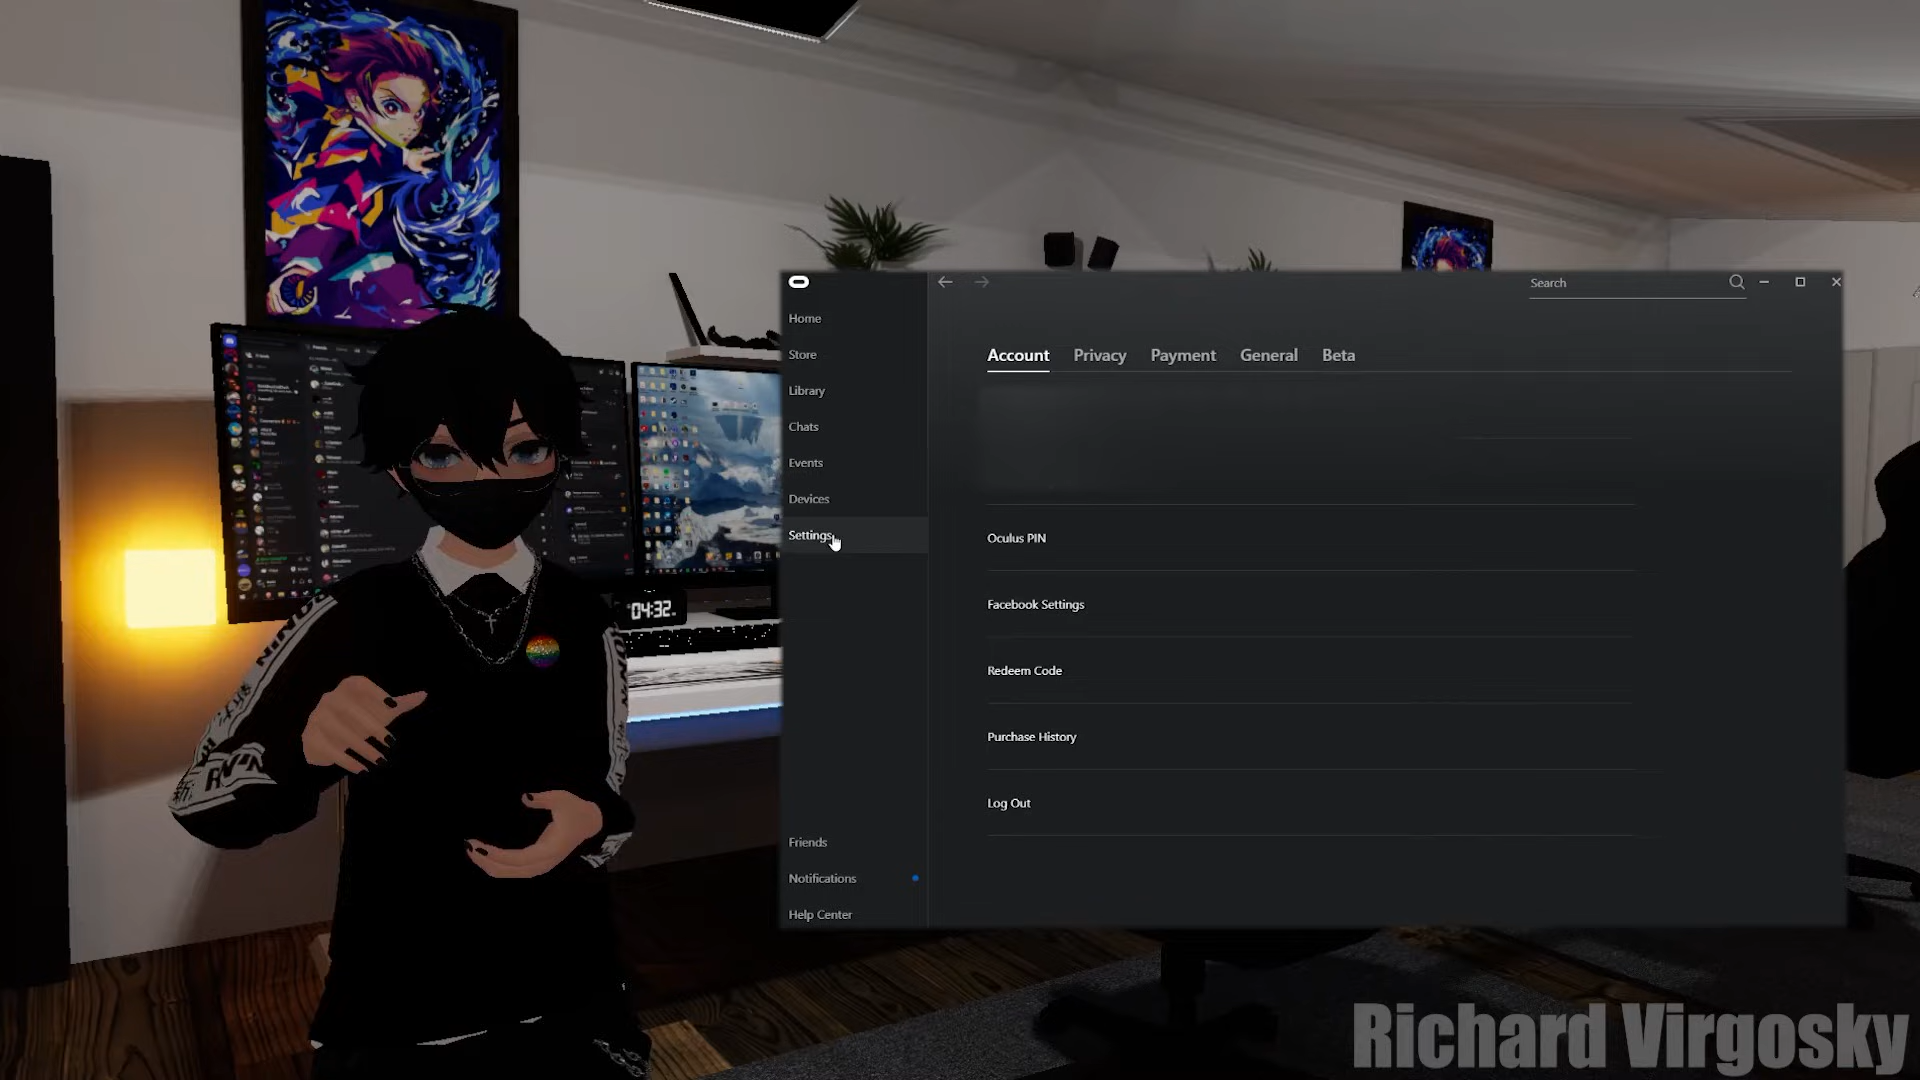 Search
Home
Store
Library
Chats
Events
Devices
Settings
Friends
Notifications
Help Center
Account Privacy Payment General Beta
Oculus PIN
Facebook Settings
Redeem Code
Purchase History
Log Out
04:32
Richard Virgosky